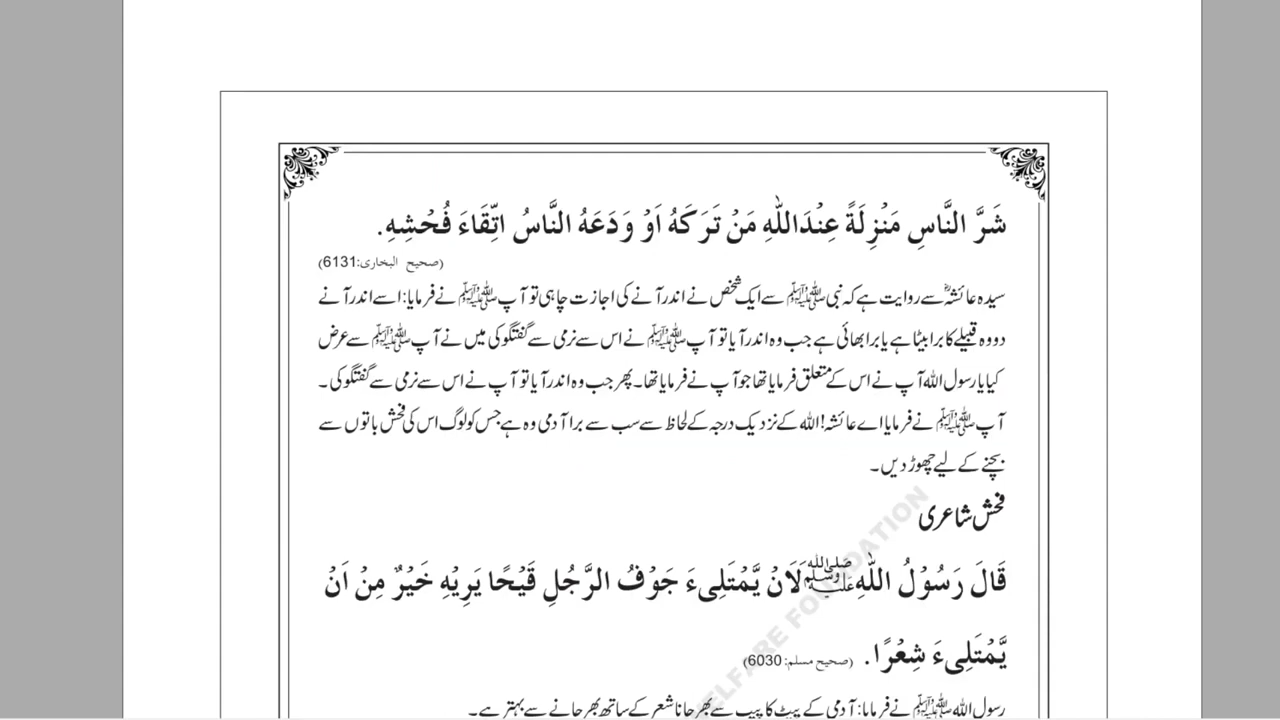 شَرَّ النَّاسِ مَنْزِلَةً عِنْدَاللّٰهِ مَنْ تَرَكَهُ اَوْ وَدَعَهُ النَّاسُ اتِّقَاءَ فُحْشِهِ.
(صحیح البخاری:6131)
سیدہ عائشہؓ سے روایت ہے کہ نبی ﷺ سے ایک شخص نے اندر آنے کی اجازت چاہی تو آپ ﷺ نے فرمایا: اسے اندر آنے
دو وہ قبیلے کا برا بیٹا ہے یا برا بھائی ہے جب وہ اندر آیا تو آپ ﷺ نے اس سے نرمی سے گفتگو کی میں نے آپ ﷺ سے عرض
کیا یا رسول اللہ آپ نے اس کے متعلق فرمایا تھا جو آپ نے فرمایا تھا۔ پھر جب وہ اندر آیا تو آپ نے اس سے نرمی سے گفتگو کی۔
آپ ﷺ نے فرمایا اے عائشہ! اللہ کے نزدیک درجہ کے لحاظ سے سب سے برا آدمی وہ ہے جس کو لوگ اس کی فحش باتوں سے
بچنے کے لیے چھوڑ دیں۔
فحش شاعری
قَالَ رَسُوْلُ اللّٰهِ ﷺ لَاَنْ يَّمْتَلِیءَ جَوْفُ الرَّجُلِ قَيْحًا يَرِيْهِ خَيْرٌ مِنْ اَنْ
يَّمْتَلِیءَ شِعْرًا. (صحیح مسلم:6030)
رسول اللہ ﷺ نے فرمایا: آدمی کے پیٹ کا پیپ سے بھر جانا شعر کے ساتھ بھر جانے سے بہتر ہے۔
WELFARE FOUNDATION